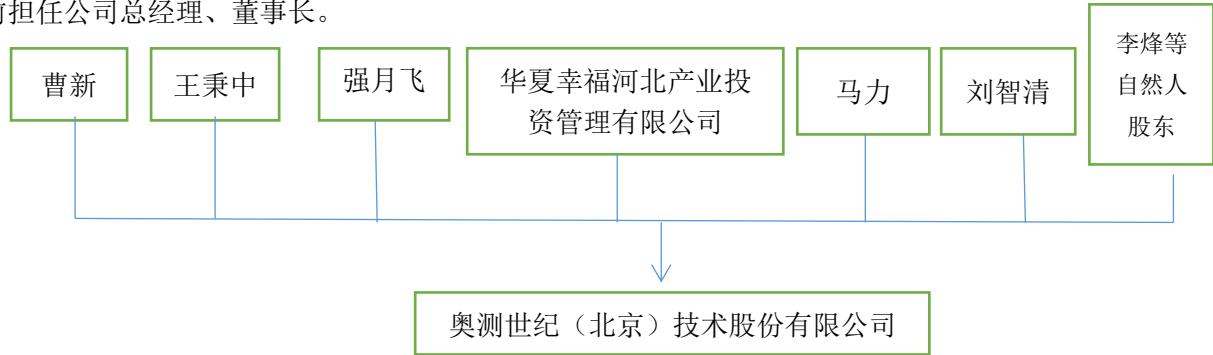 前担任公司总经理、董事长。
曹新
王秉中
强月飞
华夏幸福河北产业投
资管理有限公司
马力
刘智清
李烽等
自然人
股东
奥测世纪（北京）技术股份有限公司